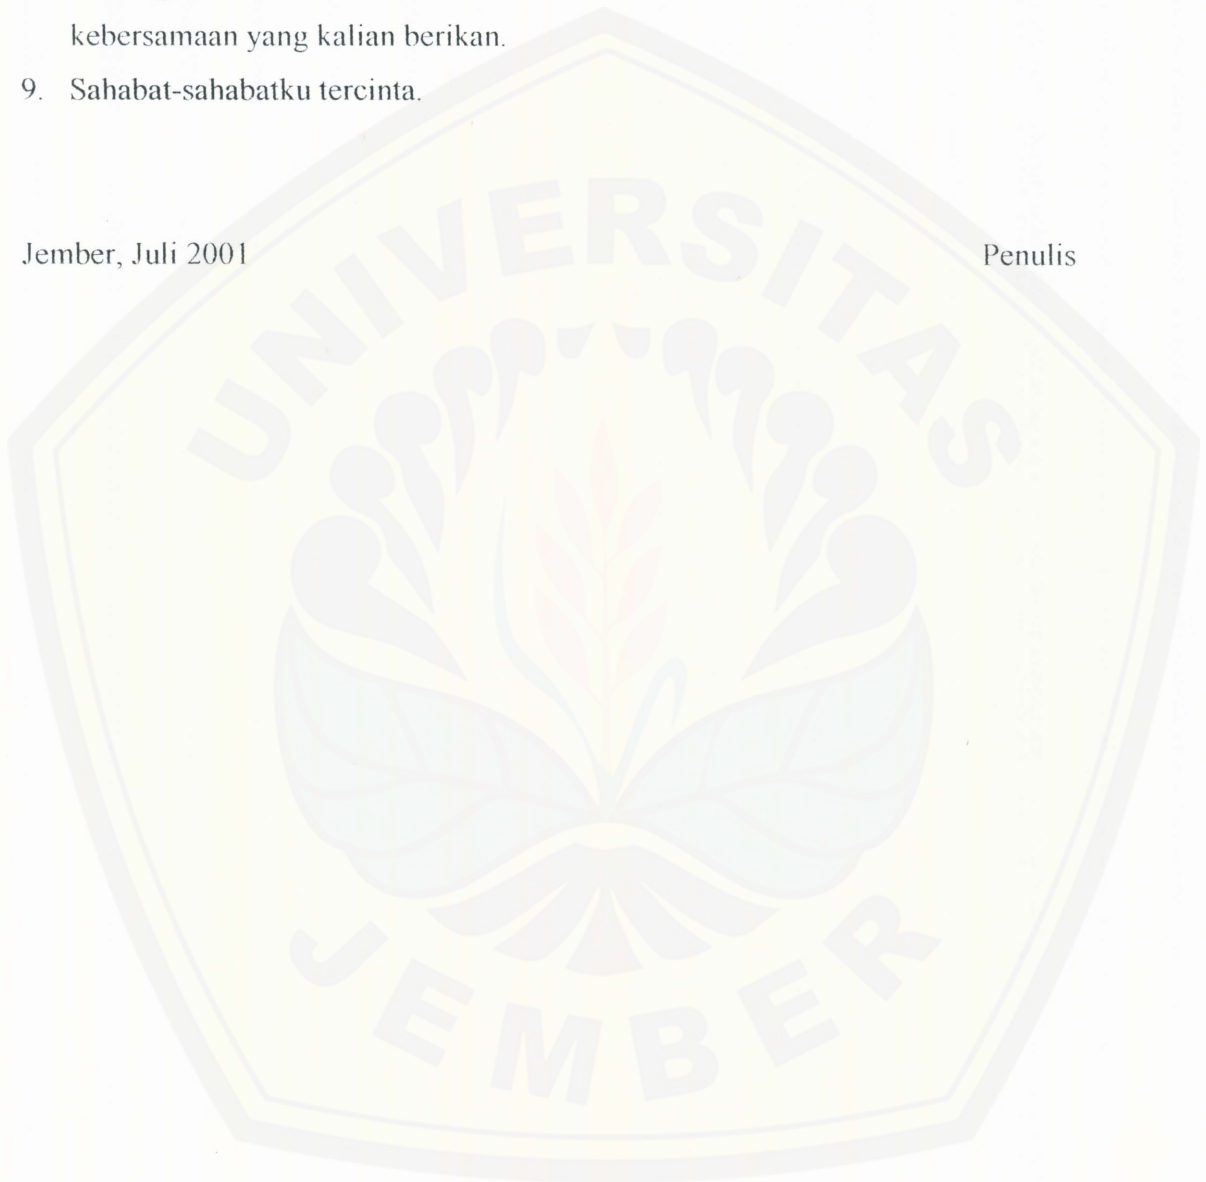 kebersamaan yang kalian berikan.
9. Sahabat-sahabatku tercinta.
Jember, Juli 2001 Penulis
UNIVERSITAS
JEMBER